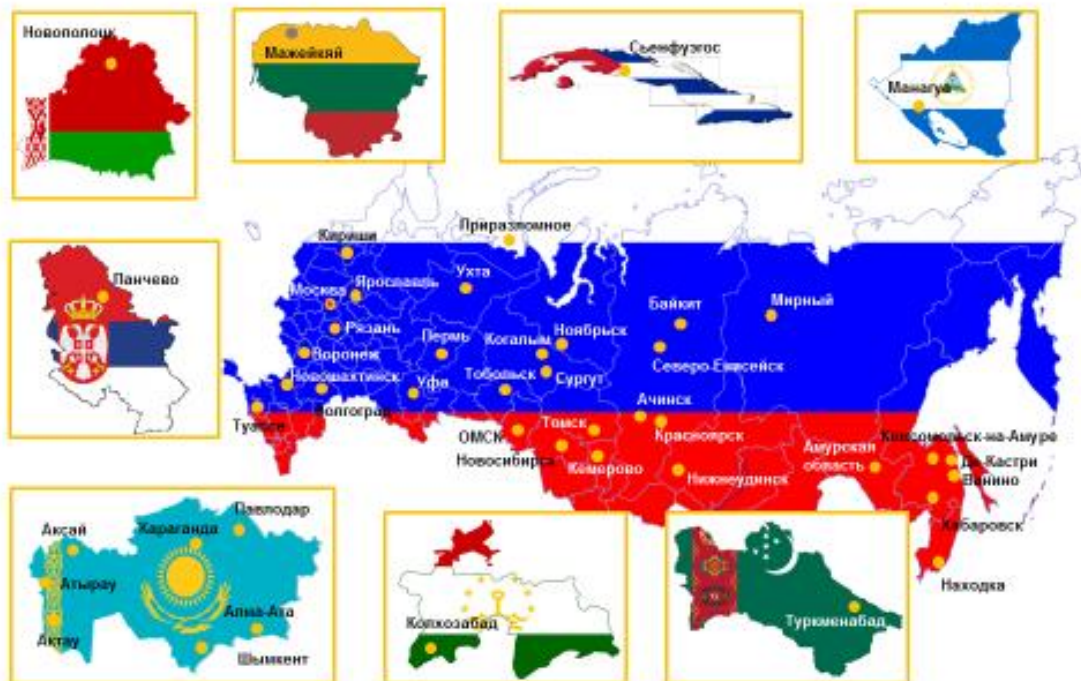 Новополоцк
Мажейкяй
Сьенфуэгос
Манагуа
Приразломное
Кириши
Панчево
Ухта
Ярославль
Москва
Байкит
Мирный
Рязань
Пермь
Когалым
Ноябрьск
Воронеж
Северо-Енисейск
Новошахтинск
Уфа
Тобольск
Сургут
Волгоград
Ачинск
Туапсе
Томск
Красноярск
ОМСК
Комсомольск-на-Амуре
Новосибирск
Кемерово
Амурская
область
Де-Кастри
Нижнеудинск
Ванино
Хабаровск
Находка
Павлодар
Аксай
Караганда
Атырау
Алма-Ата
Актау
Шымкент
Колхозабад
Туркменабад